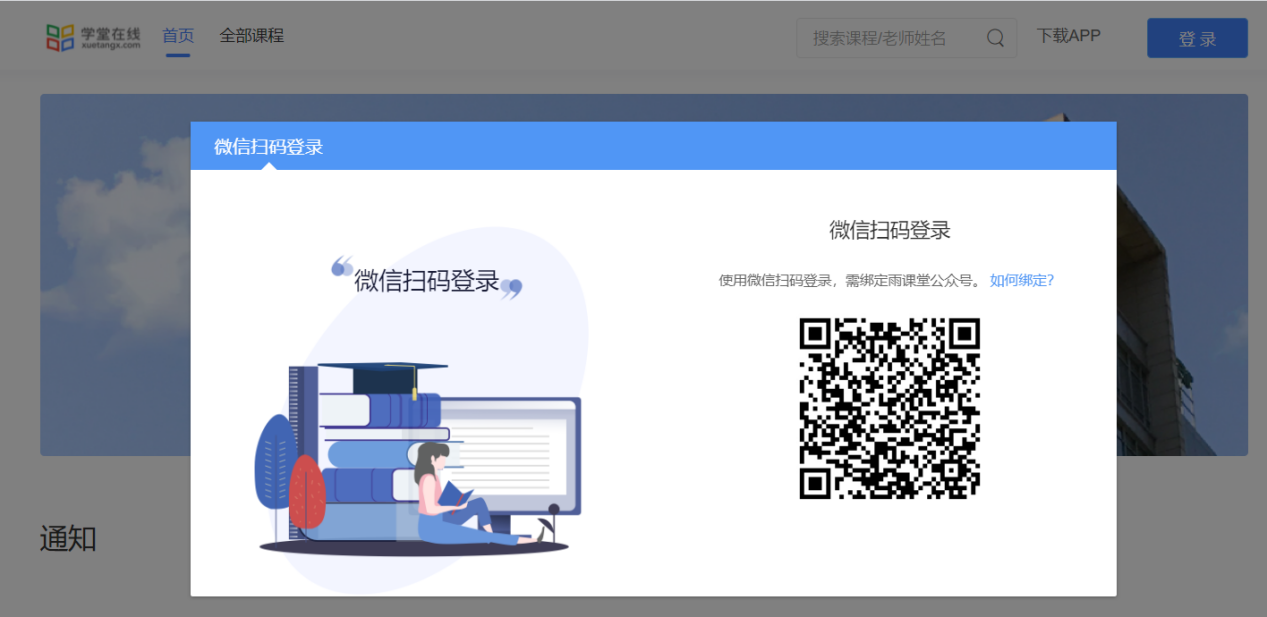 学堂在线
xuetangx.com
首页
全部课程
搜索课程/老师姓名
下载APP
登录
微信扫码登录
微信扫码登录
微信扫码登录
使用微信扫码登录，需绑定雨课堂公众号。 如何绑定?
通知